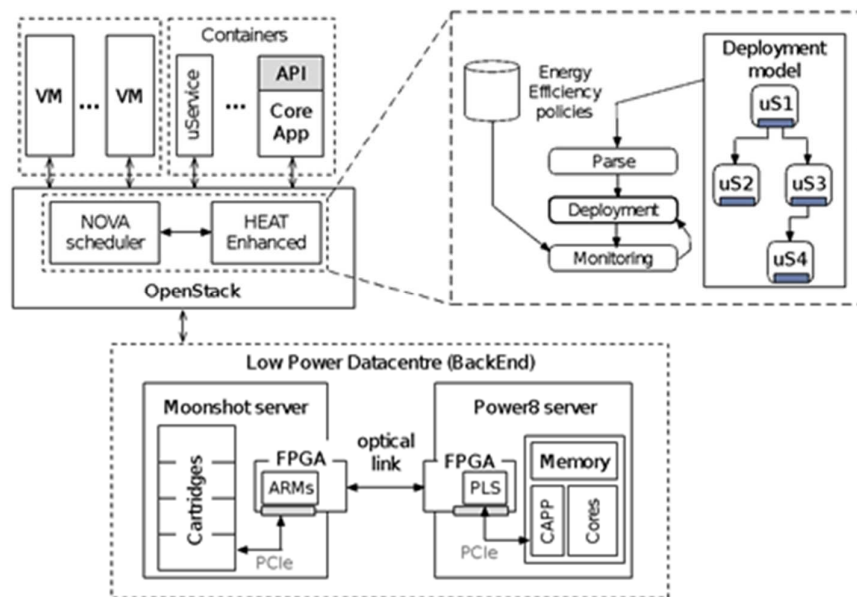 VM
...
VM
Containers
uService
...
API
Core
App
NOVA
scheduler
HEAT
Enhanced
OpenStack
Energy
Efficiency
policies
Parse
Deployment
Monitoring
Deployment
model
uS1
uS2
uS3
uS4
Low Power Datacentre (BackEnd)
Moonshot server
Cartridges
FPGA
ARMs
PCIe
optical
link
Power8 server
FPGA
PLS
PCIe
Memory
CAPP
Cores